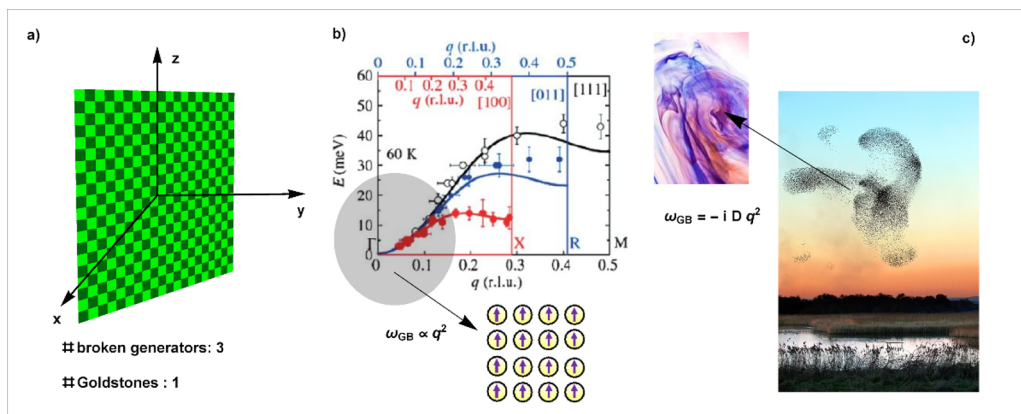 a)
z
y
x
# broken generators: 3
# Goldstones : 1
b)
q (r.l.u.)
0 0.1 0.2 0.3 0.4 0.5
0.1 0.2 0.3 0.4
q (r.l.u.)
[100]
[011]
[111]
60 K
E (meV)
60
50
40
30
20
10
0
Γ
X
R
M
0 0.1 0.2 0.3 0.4 0.5
q (r.l.u.)
ω_GB ∝ q²
c)
ω_GB = – i D q²